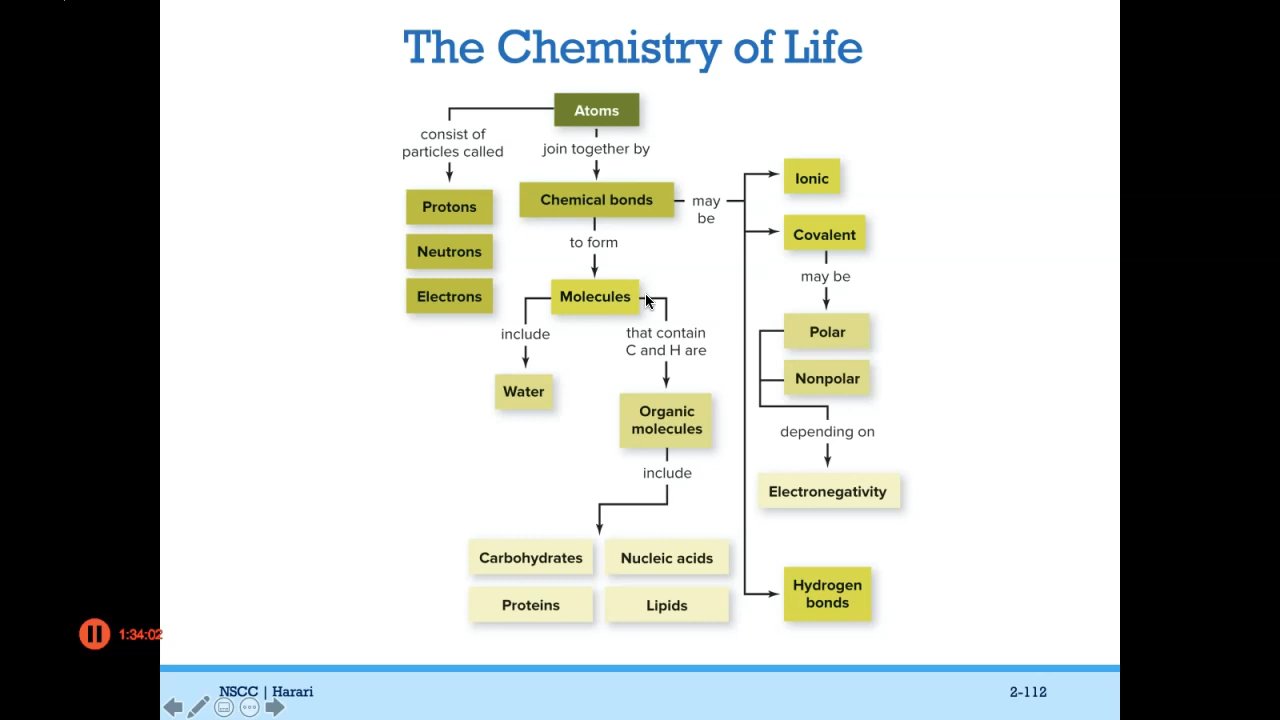 The Chemistry of Life
Atoms
consist of
particles called
join together by
Protons
Neutrons
Electrons
Chemical bonds
may
be
to form
Molecules
include
Water
that contain
C and H are
Organic
molecules
include
Carbohydrates
Nucleic acids
Proteins
Lipids
Ionic
Covalent
may be
Polar
Nonpolar
depending on
Electronegativity
Hydrogen
bonds
1:34:02
NSCC | Harari
2-112